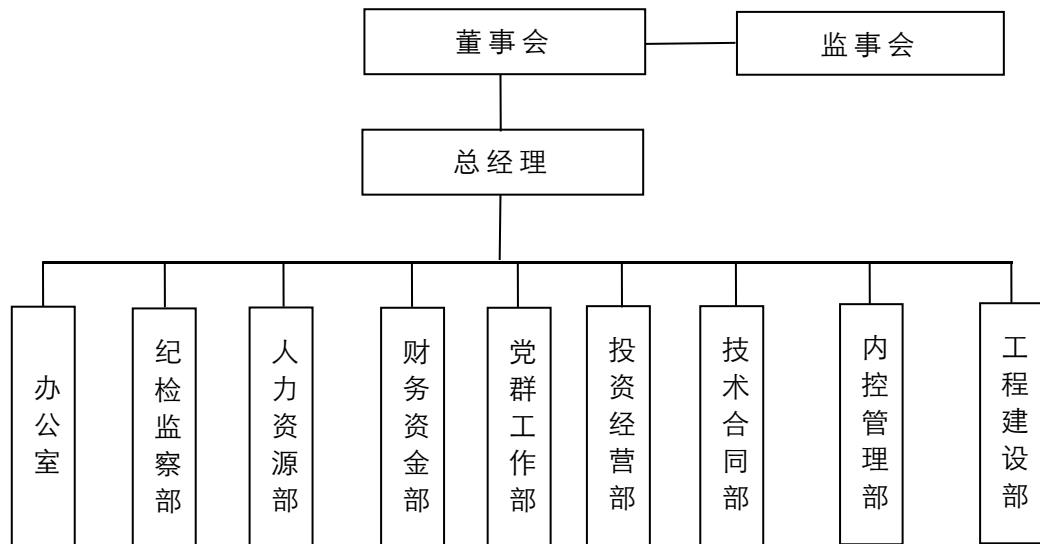 董事会
监事会
总经理
办公室
纪检监察部
人力资源部
财务资金部
党群工作部
投资经营部
技术合同部
内控管理部
工程建设部